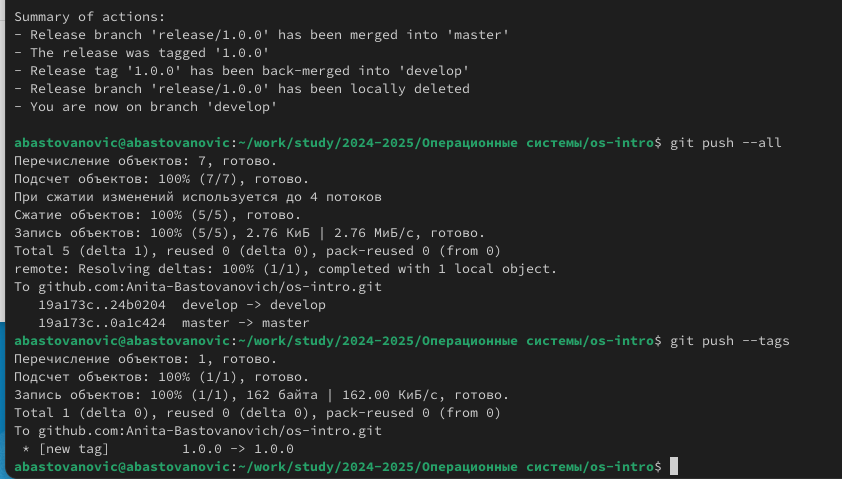 Summary of actions:
- Release branch 'release/1.0.0' has been merged into 'master'
- The release was tagged '1.0.0'
- Release tag '1.0.0' has been back-merged into 'develop'
- Release branch 'release/1.0.0' has been locally deleted
- You are now on branch 'develop'

abastovanovic@abastovanovic:~/work/study/2024-2025/Операционные системы/os-intro$ git push --all
Перечисление объектов: 7, готово.
Подсчет объектов: 100% (7/7), готово.
При сжатии изменений используется до 4 потоков
Сжатие объектов: 100% (5/5), готово.
Запись объектов: 100% (5/5), 2.76 КиБ | 2.76 МиБ/с, готово.
Total 5 (delta 1), reused 0 (delta 0), pack-reused 0 (from 0)
remote: Resolving deltas: 100% (1/1), completed with 1 local object.
To github.com:Anita-Bastovanovich/os-intro.git
   19a173c..24b0204  develop -> develop
   19a173c..0a1c424  master -> master
abastovanovic@abastovanovic:~/work/study/2024-2025/Операционные системы/os-intro$ git push --tags
Перечисление объектов: 1, готово.
Подсчет объектов: 100% (1/1), готово.
Запись объектов: 100% (1/1), 162 байта | 162.00 КиБ/с, готово.
Total 1 (delta 0), reused 0 (delta 0), pack-reused 0 (from 0)
To github.com:Anita-Bastovanovich/os-intro.git
 * [new tag]         1.0.0 -> 1.0.0
abastovanovic@abastovanovic:~/work/study/2024-2025/Операционные системы/os-intro$